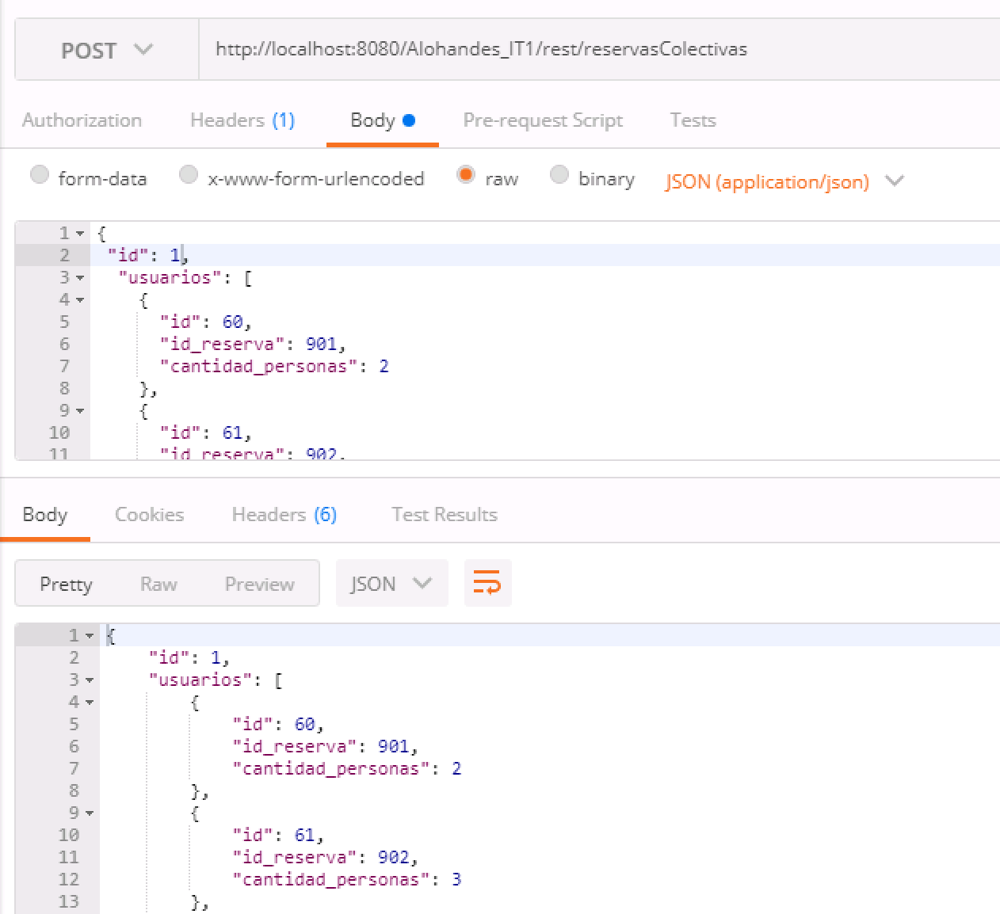 POST http://localhost:8080/Alohandes_IT1/rest/reservasColectivas
Authorization Headers (1) Body Pre-request Script Tests
form-data x-www-form-urlencoded raw binary JSON (application/json)
1 {
2 "id": 1,
3 "usuarios": [
4 {
5 "id": 60,
6 "id_reserva": 901,
7 "cantidad_personas": 2
8 },
9 {
10 "id": 61,
11 "id_reserva": 902,
Body Cookies Headers (6) Test Results
Pretty Raw Preview JSON
1 {
2 "id": 1,
3 "usuarios": [
4 {
5 "id": 60,
6 "id_reserva": 901,
7 "cantidad_personas": 2
8 },
9 {
10 "id": 61,
11 "id_reserva": 902,
12 "cantidad_personas": 3
13 },